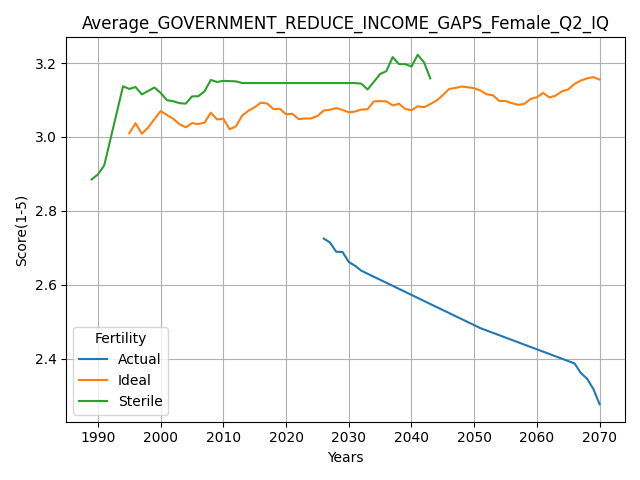 Average_GOVERNMENT_REDUCE_INCOME_GAPS_Female_Q2_IQ
Score(1-5)
3.2
3.0
2.8
2.6
2.4
Fertility
Actual
Ideal
Sterile
1990 2000 2010 2020 2030 2040 2050 2060 2070
Years